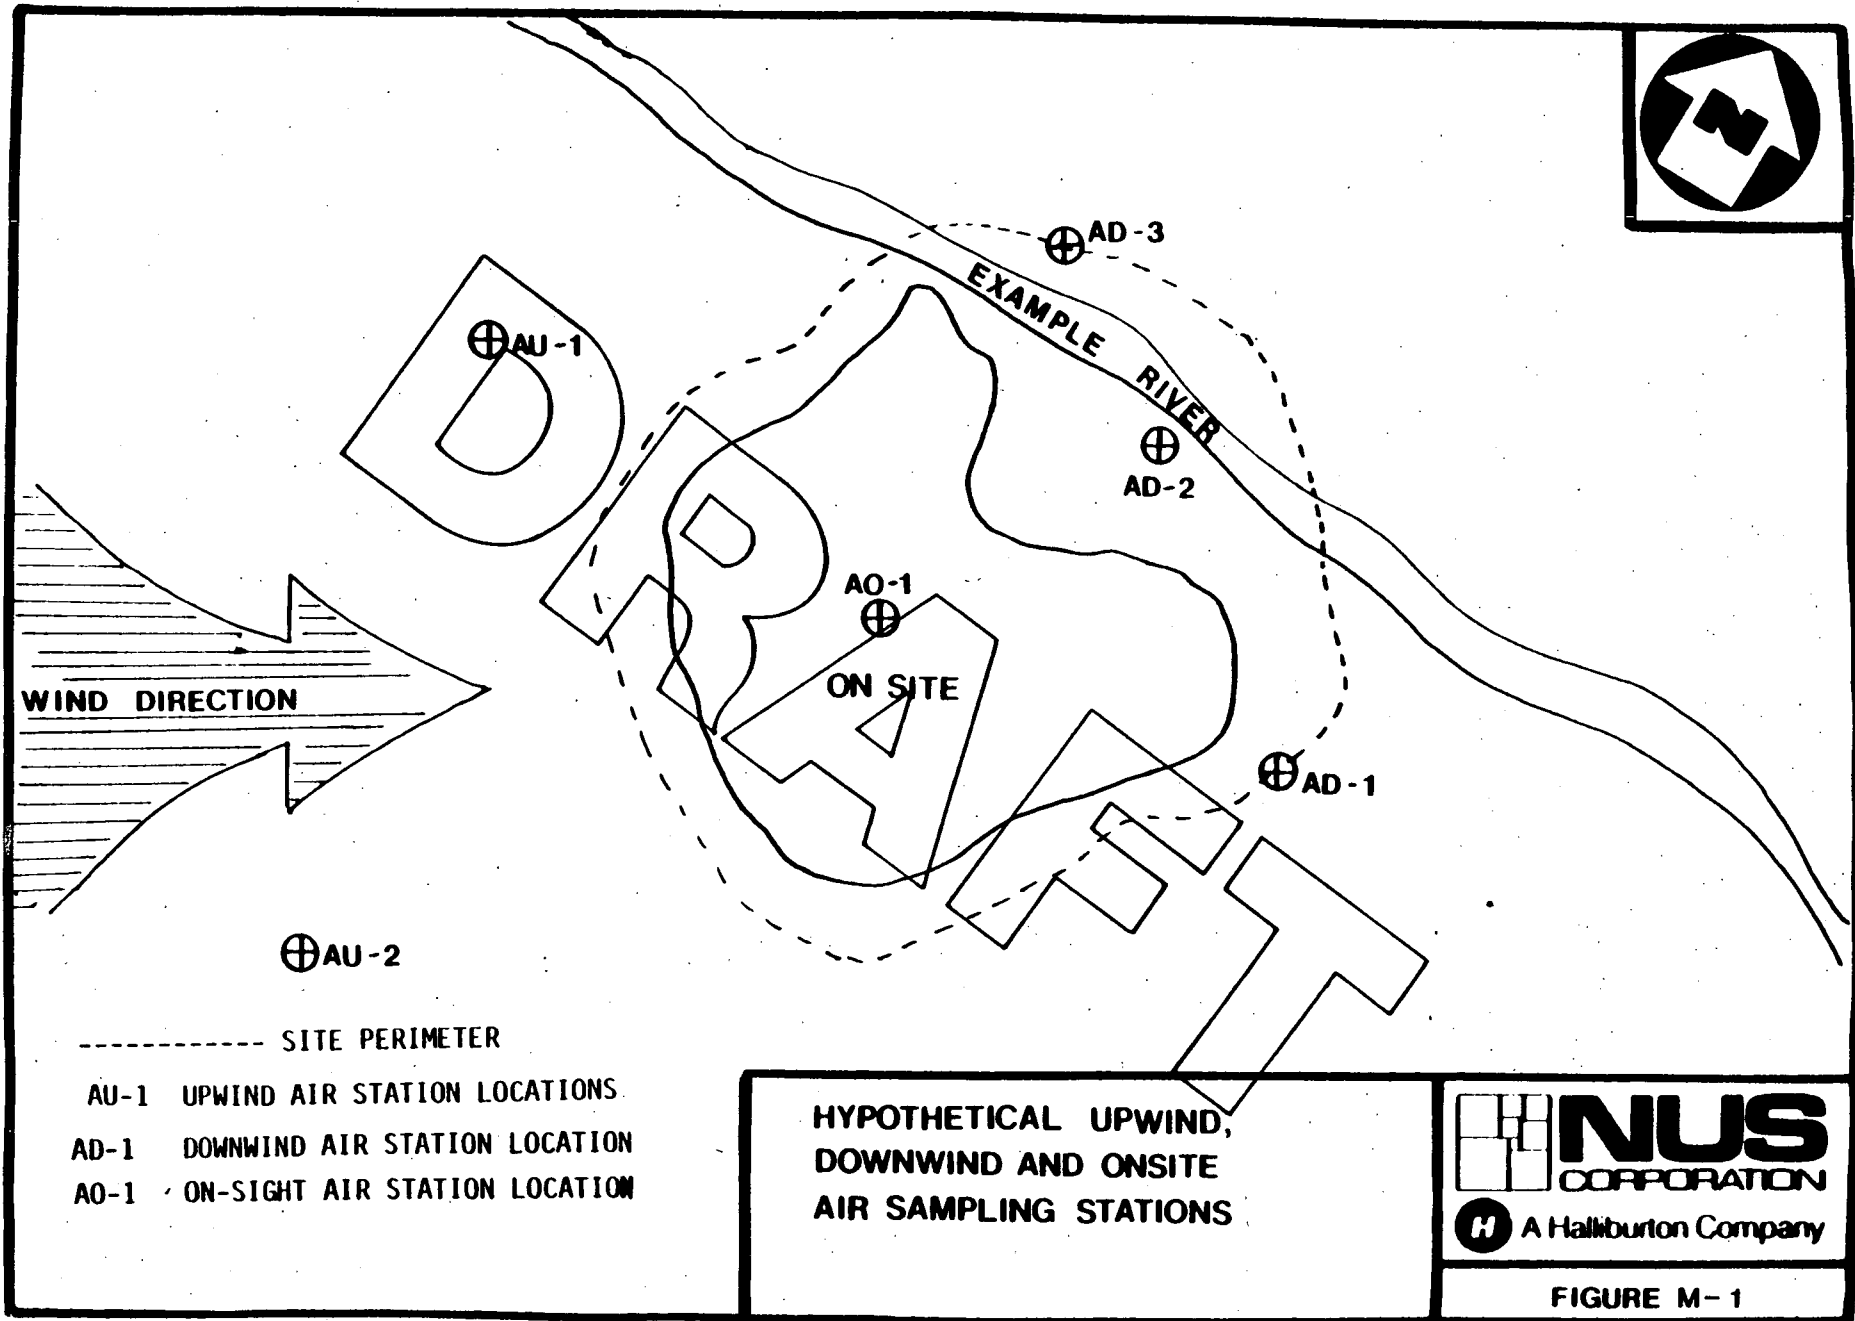 N
AD-3
EXAMPLE RIVER
AU-1
AD-2
AO-1
ON SITE
WIND DIRECTION
AD-1
AU-2
DRAFT
------------ SITE PERIMETER
AU-1 UPWIND AIR STATION LOCATIONS
AD-1 DOWNWIND AIR STATION LOCATION
AO-1 ON-SIGHT AIR STATION LOCATION
HYPOTHETICAL UPWIND,
DOWNWIND AND ONSITE
AIR SAMPLING STATIONS
NUS
CORPORATION
H A Halliburton Company
FIGURE M-1